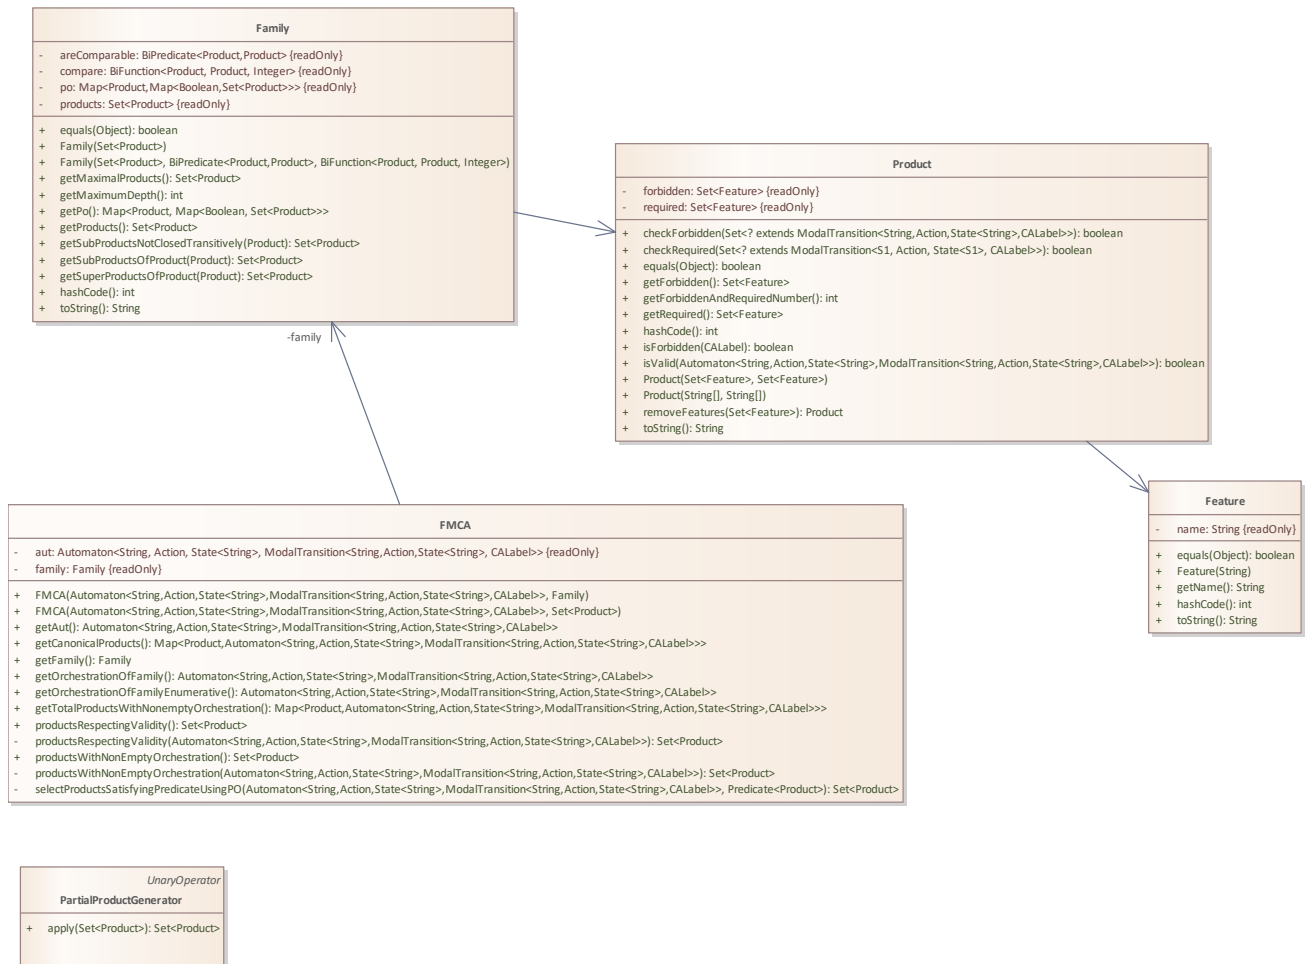 Family
- areComparable: BiPredicate<Product,Product> {readOnly}
- compare: BiFunction<Product, Product, Integer> {readOnly}
- po: Map<Product,Map<Boolean,Set<Product>>> {readOnly}
- products: Set<Product> {readOnly}
+ equals(Object): boolean
+ Family(Set<Product>)
+ Family(Set<Product>, BiPredicate<Product,Product>, BiFunction<Product, Product, Integer>)
+ getMaximalProducts(): Set<Product>
+ getMaximumDepth(): int
+ getPo(): Map<Product, Map<Boolean, Set<Product>>>
+ getProducts(): Set<Product>
+ getSubProductsNotClosedTransitively(Product): Set<Product>
+ getSubProductsOfProduct(Product): Set<Product>
+ getSuperProductsOfProduct(Product): Set<Product>
+ hashCode(): int
+ toString(): String
-family
Product
- forbidden: Set<Feature> {readOnly}
- required: Set<Feature> {readOnly}
+ checkForbidden(Set<? extends ModalTransition<String,Action,State<String>,CALabel>>): boolean
+ checkRequired(Set<? extends ModalTransition<S1, Action, State<S1>, CALabel>>): boolean
+ equals(Object): boolean
+ getForbidden(): Set<Feature>
+ getForbiddenAndRequiredNumber(): int
+ getRequired(): Set<Feature>
+ hashCode(): int
+ isForbidden(CALabel): boolean
+ isValid(Automaton<String,Action,State<String>,ModalTransition<String,Action,State<String>,CALabel>>): boolean
+ Product(Set<Feature>, Set<Feature>)
+ Product(String[], String[])
+ removeFeatures(Set<Feature>): Product
+ toString(): String
Feature
- name: String {readOnly}
+ equals(Object): boolean
+ Feature(String)
+ getName(): String
+ hashCode(): int
+ toString(): String
FMCA
- aut: Automaton<String, Action, State<String>, ModalTransition<String,Action,State<String>, CALabel>> {readOnly}
- family: Family {readOnly}
+ FMCA(Automaton<String,Action,State<String>,ModalTransition<String,Action,State<String>,CALabel>>, Family)
+ FMCA(Automaton<String,Action,State<String>,ModalTransition<String,Action,State<String>,CALabel>>, Set<Product>)
+ getAut(): Automaton<String,Action,State<String>,ModalTransition<String,Action,State<String>,CALabel>>
+ getCanonicalProducts(): Map<Product,Automaton<String,Action,State<String>,ModalTransition<String,Action,State<String>,CALabel>>>
+ getFamily(): Family
+ getOrchestrationOfFamily(): Automaton<String,Action,State<String>,ModalTransition<String,Action,State<String>,CALabel>>
+ getOrchestrationOfFamilyEnumerative(): Automaton<String,Action,State<String>,ModalTransition<String,Action,State<String>,CALabel>>
+ getTotalProductsWithNonemptyOrchestration(): Map<Product,Automaton<String,Action,State<String>,ModalTransition<String,Action,State<String>,CALabel>>>
+ productsRespectingValidity(): Set<Product>
- productsRespectingValidity(Automaton<String,Action,State<String>,ModalTransition<String,Action,State<String>,CALabel>>): Set<Product>
+ productsWithNonEmptyOrchestration(): Set<Product>
- productsWithNonEmptyOrchestration(Automaton<String,Action,State<String>,ModalTransition<String,Action,State<String>,CALabel>>): Set<Product>
- selectProductsSatisfyingPredicateUsingPO(Automaton<String,Action,State<String>,ModalTransition<String,Action,State<String>,CALabel>>, Predicate<Product>): Set<Product>
UnaryOperator
PartialProductGenerator
+ apply(Set<Product>): Set<Product>